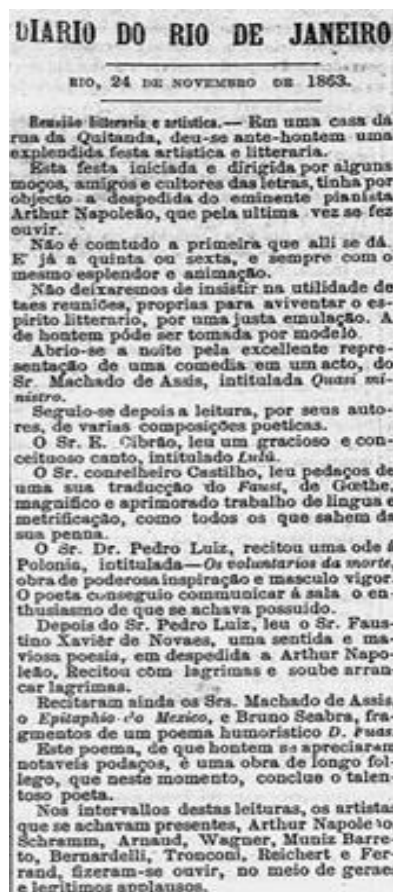 DIARIO DO RIO DE JANEIRO
RIO, 24 DE NOVEMBRO DE 1863.
Reunião litteraria e artistica.— Em uma casa da
rua da Quitanda, deu-se ante-hontem uma
explendida festa artistica e litteraria.
Esta festa iniciada e dirigida por alguns
moços, amigos e cultores das letras, tinha por
objecto a despedida do eminente pianista
Arthur Napoleão, que pela ultima vez se fez
ouvir.
Não é comtudo a primeira que alli se dá.
E' já a quinta ou sexta, e sempre com o
mesmo esplendor e animação.
Não deixaremos de insistir na utilidade de
taes reuniões, proprias para aviventar o es-
pirito litterario, por uma justa emulação. A
de hontem póde ser tomada por modelo.
Abrio-se a noite pela excellente repre-
sentação de uma comedia em um acto, do
Sr. Machado de Assis, intitulada Quasi mi-
nistro.
Seguio-se depois a leitura, por seus auto-
res, de varias composições poeticas.
O Sr. E. Cibrão, leu um gracioso e con-
ceituoso canto, intitulado Lulú.
O Sr. conselheiro Castilho, leu pedaços de
uma sua traducção do Faust, de Gœthe,
magnifico e aprimorado trabalho de lingua e
metrificação, como todos os que sahem da
sua penna.
O Sr. Dr. Pedro Luiz, recitou uma ode á
Polonia, intitulada—Os voluntarios da morte,
obra de poderosa inspiração e masculo vigor.
O poeta conseguio communicar á sala o en-
thusiasmo de que se achava possuido.
Depois do Sr. Pedro Luiz, leu o Sr. Faus-
tino Xavier de Novaes, uma sentida e ma-
viosa poesia, em despedida a Arthur Napo-
leão, Recitou com lagrimas e soube arran-
car lagrimas.
Recitaram ainda os Srs. Machado de Assis
o Epitaphio do Mexico, e Bruno Seabra, fra-
gmentos de um poema humoristico D. Fuas.
Este poema, de que hontem se apreciaram
notaveis podaços, é uma obra de longo fol-
lego, que neste momento, conclue o talen-
toso poeta.
Nos intervallos destas leituras, os artistas
que se achavam presentes, Arthur Napoleão
Schramm, Arnaud, Wagner, Muniz Barre-
to, Bernardelli, Tronconi, Reichert e Fer-
rand, fizeram-se ouvir, no meio de geraes
e legitimos applausos.